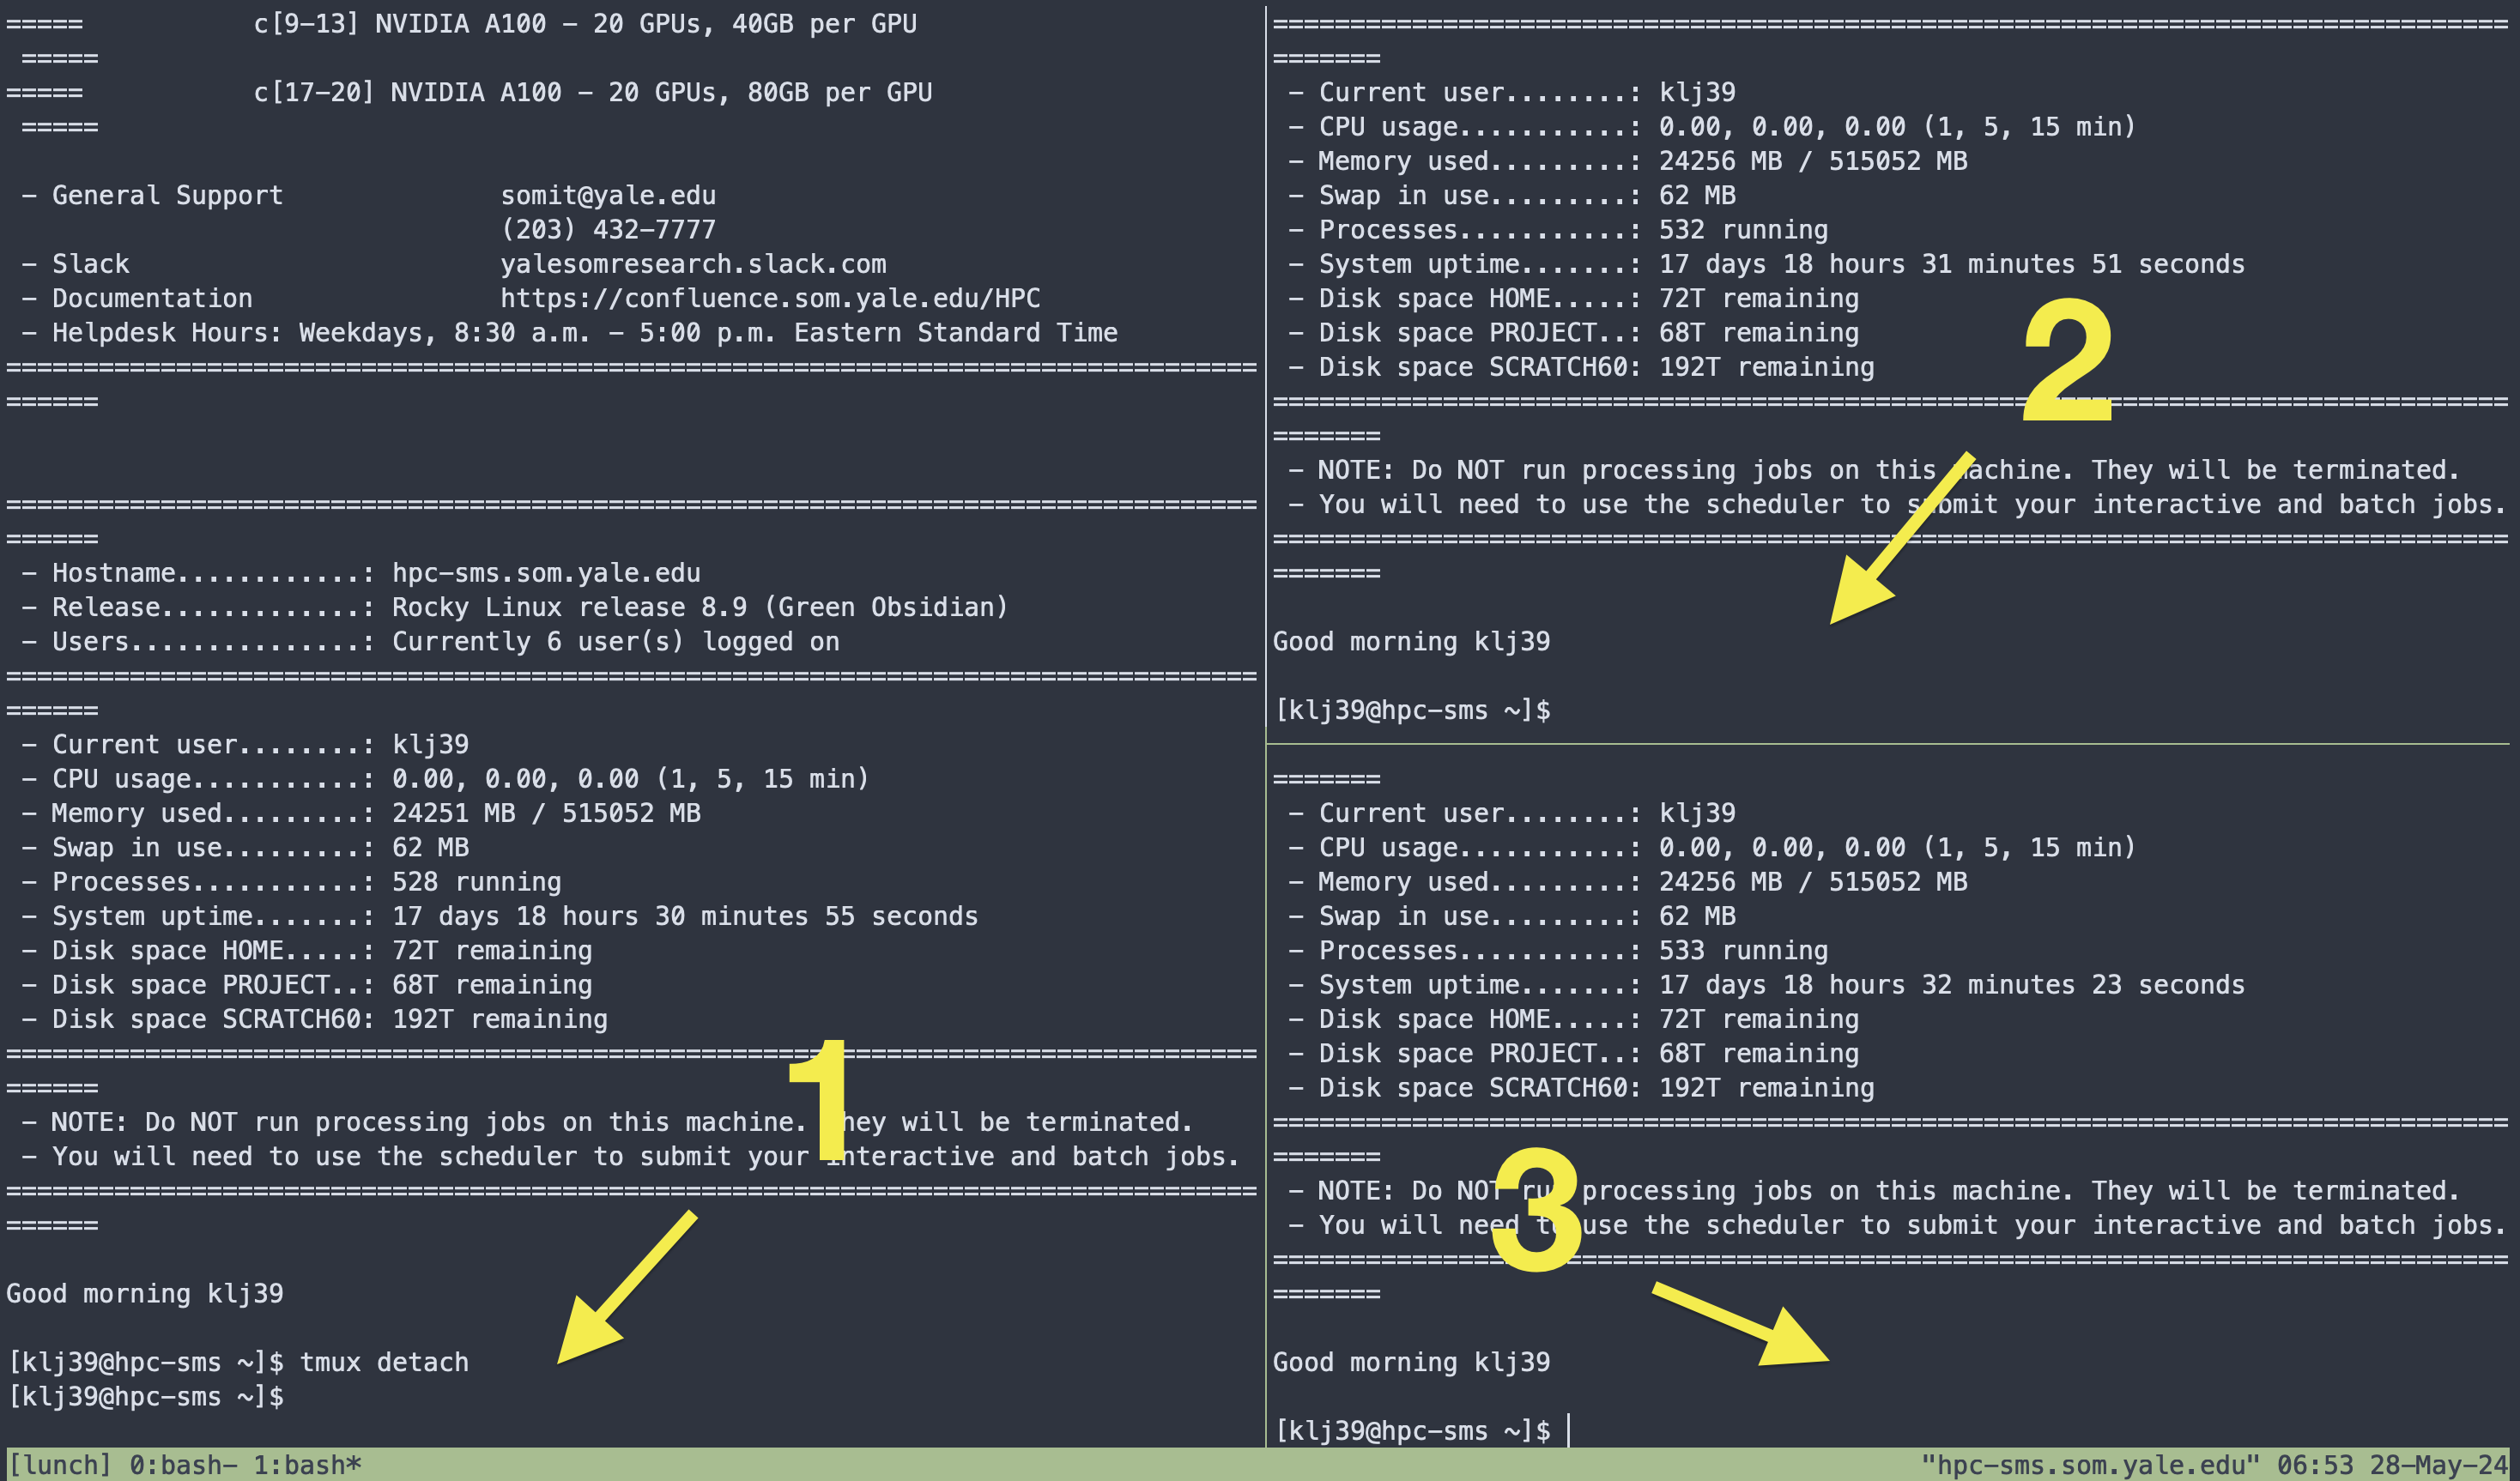 ===== c[9-13] NVIDIA A100 - 20 GPUs, 40GB per GPU
=====
===== c[17-20] NVIDIA A100 - 20 GPUs, 80GB per GPU
=====
- General Support somit@yale.edu
(203) 432-7777
- Slack yalesomresearch.slack.com
- Documentation https://confluence.som.yale.edu/HPC
- Helpdesk Hours: Weekdays, 8:30 a.m. - 5:00 p.m. Eastern Standard Time
=================================================================================
======
=================================================================================
======
- Hostname............: hpc-sms.som.yale.edu
- Release.............: Rocky Linux release 8.9 (Green Obsidian)
- Users...............: Currently 6 user(s) logged on
=================================================================================
======
- Current user........: klj39
- CPU usage...........: 0.00, 0.00, 0.00 (1, 5, 15 min)
- Memory used.........: 24251 MB / 515052 MB
- Swap in use.........: 62 MB
- Processes...........: 528 running
- System uptime.......: 17 days 18 hours 30 minutes 55 seconds
- Disk space HOME.....: 72T remaining
- Disk space PROJECT..: 68T remaining
- Disk space SCRATCH60: 192T remaining
=================================================================================
======
1
- NOTE: Do NOT run processing jobs on this machine. They will be terminated.
- You will need to use the scheduler to submit your interactive and batch jobs.
=================================================================================
======
Good morning klj39
[klj39@hpc-sms ~]$ tmux detach
[klj39@hpc-sms ~]$
================================================================================
=======
- Current user........: klj39
- CPU usage...........: 0.00, 0.00, 0.00 (1, 5, 15 min)
- Memory used.........: 24256 MB / 515052 MB
- Swap in use.........: 62 MB
- Processes...........: 532 running
- System uptime.......: 17 days 18 hours 31 minutes 51 seconds
- Disk space HOME.....: 72T remaining
- Disk space PROJECT..: 68T remaining
- Disk space SCRATCH60: 192T remaining
2
================================================================================
=======
- NOTE: Do NOT run processing jobs on this machine. They will be terminated.
- You will need to use the scheduler to submit your interactive and batch jobs.
================================================================================
=======
Good morning klj39
[klj39@hpc-sms ~]$
=======
- Current user........: klj39
- CPU usage...........: 0.00, 0.00, 0.00 (1, 5, 15 min)
- Memory used.........: 24256 MB / 515052 MB
- Swap in use.........: 62 MB
- Processes...........: 533 running
- System uptime.......: 17 days 18 hours 32 minutes 23 seconds
- Disk space HOME.....: 72T remaining
- Disk space PROJECT..: 68T remaining
- Disk space SCRATCH60: 192T remaining
================================================================================
=======
3
- NOTE: Do NOT run processing jobs on this machine. They will be terminated.
- You will need to use the scheduler to submit your interactive and batch jobs.
================================================================================
=======
Good morning klj39
[klj39@hpc-sms ~]$
[lunch] 0:bash- 1:bash* "hpc-sms.som.yale.edu" 06:53 28-May-24